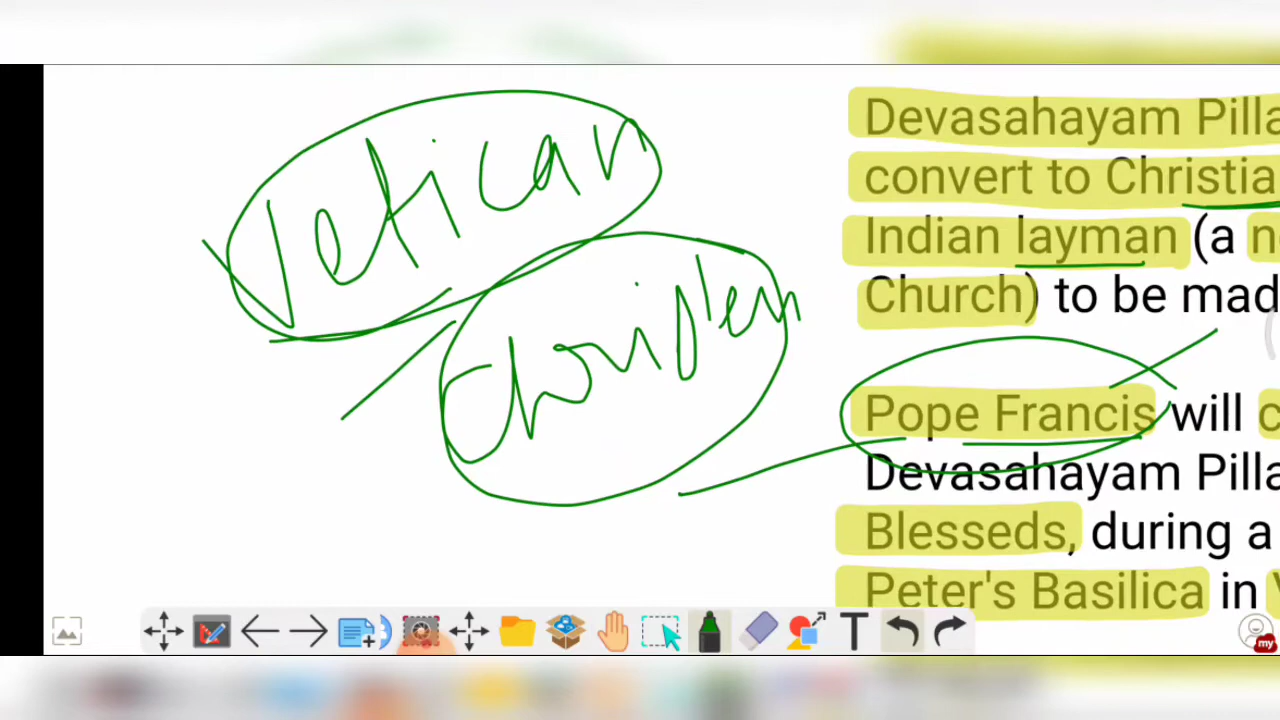 Vetican
Christen
Devasahayam Pilla
convert to Christia
Indian layman (a n
Church) to be mad
Pope Francis will c
Devasahayam Pilla
Blesseds, during a
Peter's Basilica in V
T
my